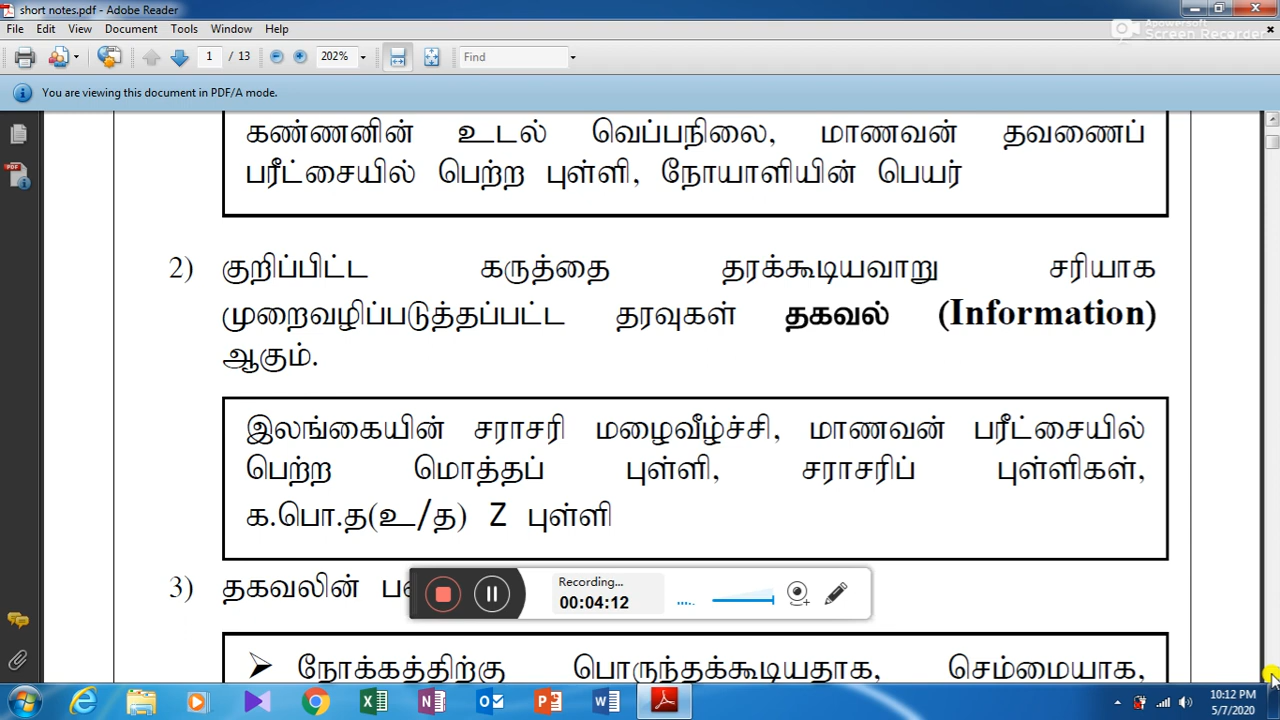 short notes.pdf - Adobe Reader
Apowersoft
Screen Recorder
File Edit View Document Tools Window Help
1 / 13 202% Find
You are viewing this document in PDF/A mode.
கண்ணனின் உடல் வெப்பநிலை, மாணவன் தவணைப்
பரீட்சையில் பெற்ற புள்ளி, நோயாளியின் பெயர்
2) குறிப்பிட்ட கருத்தை தரக்கூடியவாறு சரியாக
முறைவழிப்படுத்தப்பட்ட தரவுகள் தகவல் (Information)
ஆகும்.
இலங்கையின் சராசரி மழைவீழ்ச்சி, மாணவன் பரீட்சையில்
பெற்ற மொத்தப் புள்ளி, சராசரிப் புள்ளிகள்,
க.பொ.த(உ/த) Z புள்ளி
3) தகவலின்
Recording...
00:04:12
➤ நோக்கத்திற்கு பொருந்தக்கூடியதாக, செம்மையாக,
10:12 PM
5/7/2020